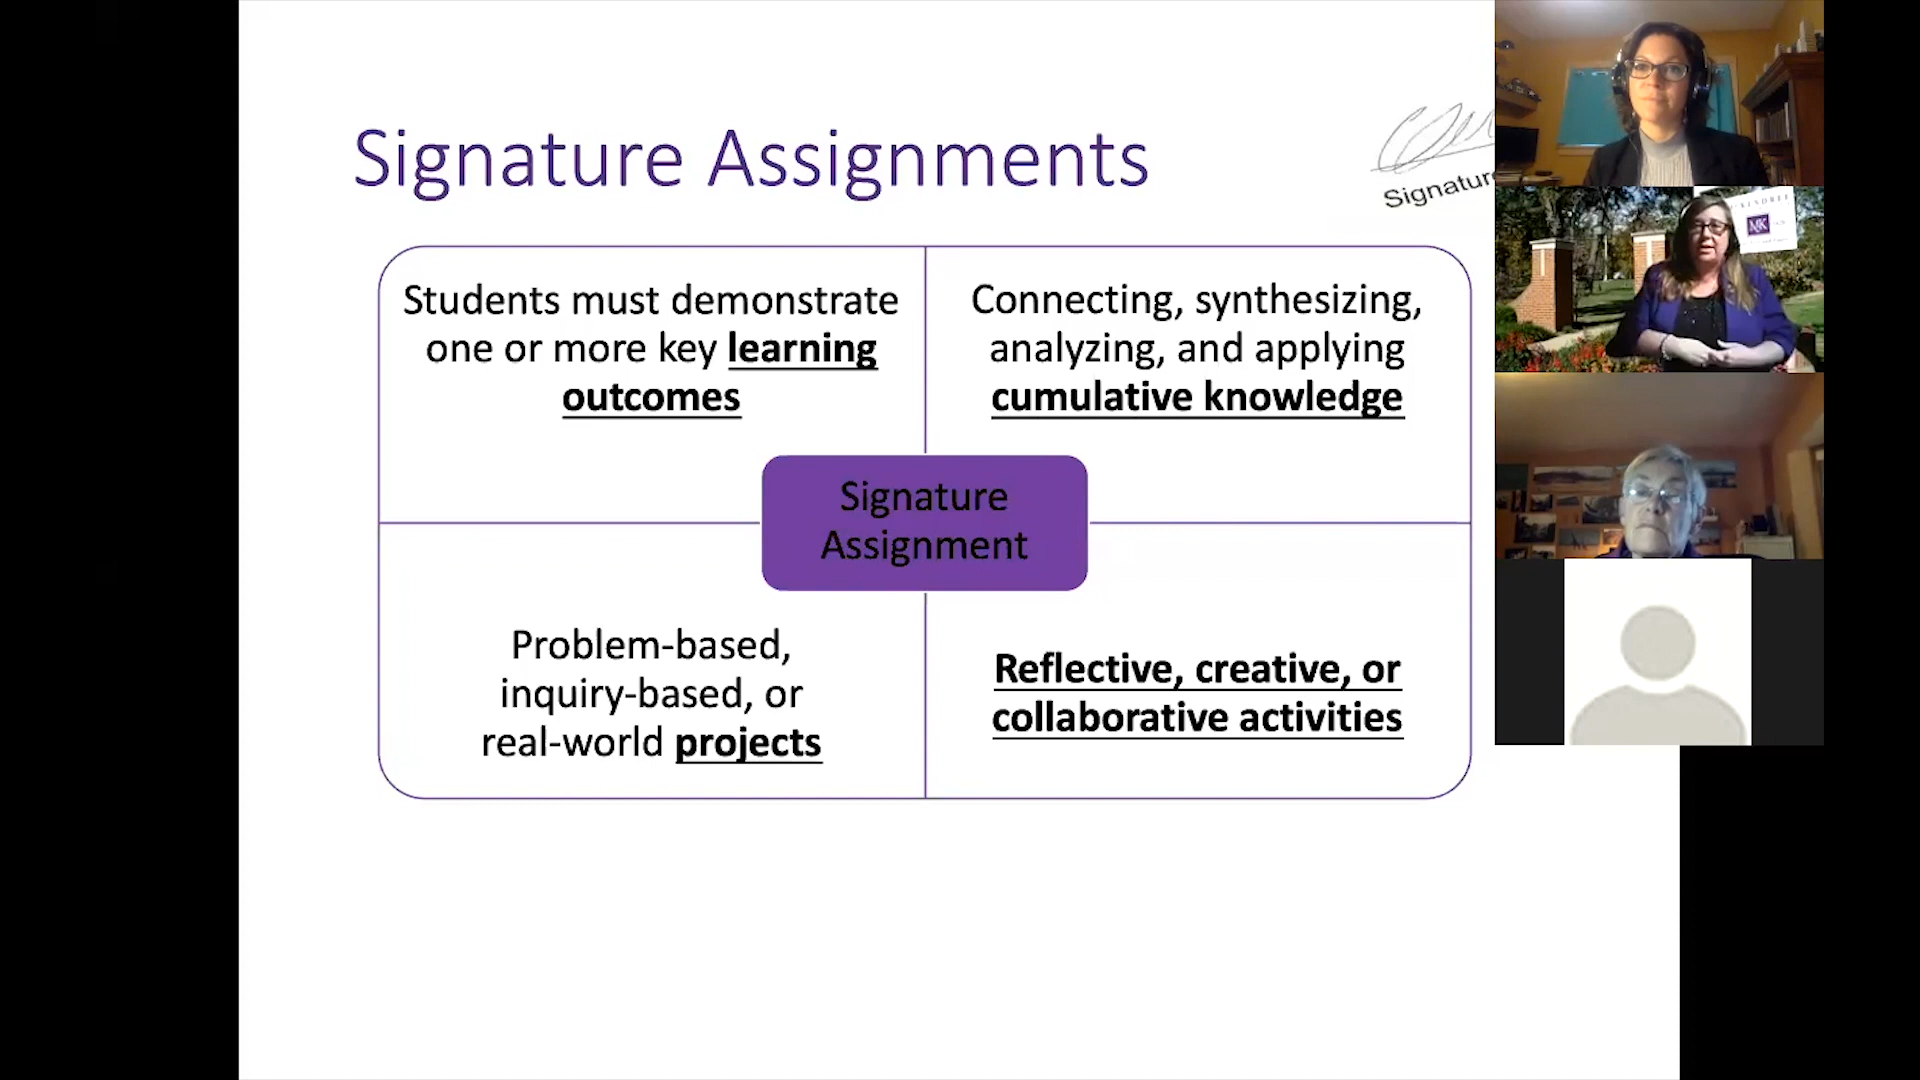 Signature Assignments
Signature
Students must demonstrate
one or more key learning
outcomes
Connecting, synthesizing,
analyzing, and applying
cumulative knowledge
Signature
Assignment
Problem-based,
inquiry-based, or
real-world projects
Reflective, creative, or
collaborative activities